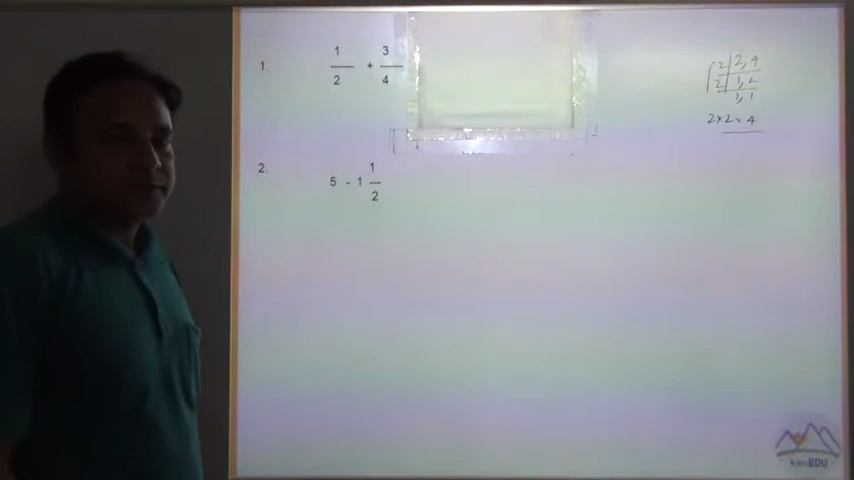 1. 1/2 + 3/4
2. 5 - 1 1/2
2 | 2, 4
2 | 1, 2
1, 1
2 × 2 = 4
kanEDU